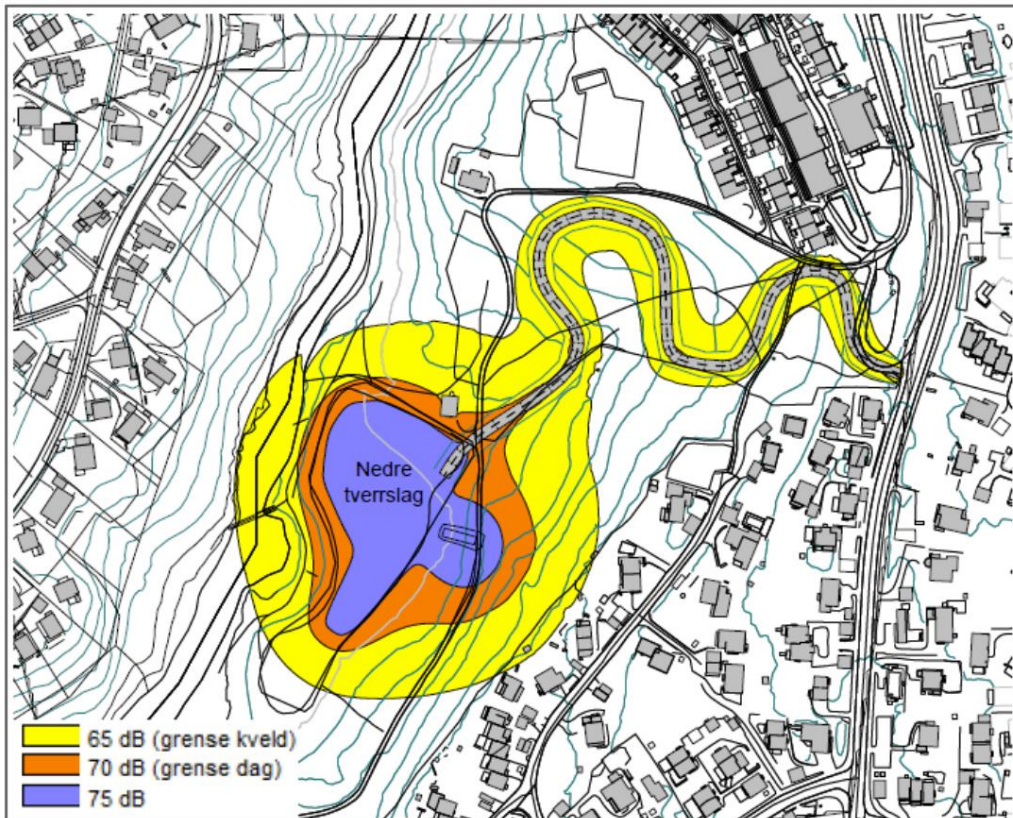 Nedre
tverrslag
65 dB (grense kveld)
70 dB (grense dag)
75 dB